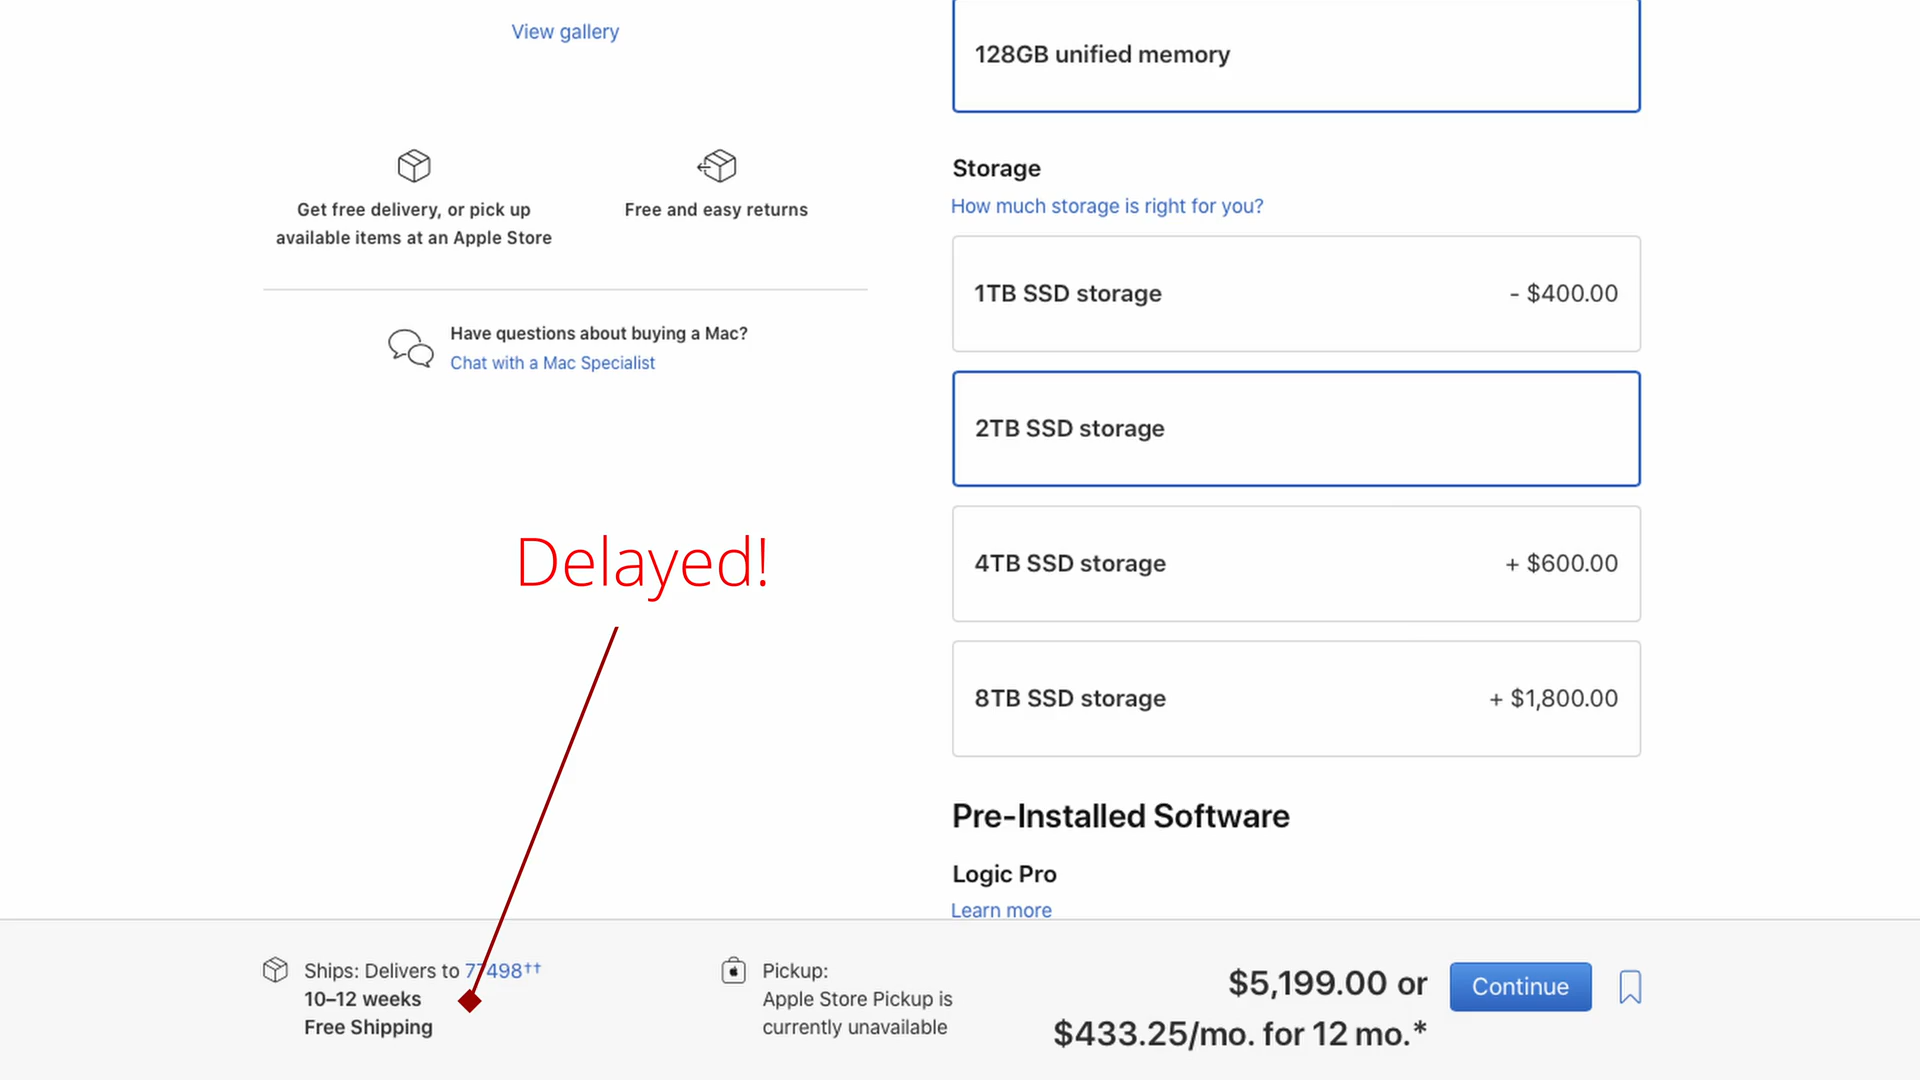 View gallery
128GB unified memory
Get free delivery, or pick up
available items at an Apple Store
Free and easy returns
Have questions about buying a Mac?
Chat with a Mac Specialist
Storage
How much storage is right for you?
1TB SSD storage - $400.00
2TB SSD storage
4TB SSD storage + $600.00
8TB SSD storage + $1,800.00
Delayed!
Pre-Installed Software
Logic Pro
Learn more
Ships: Delivers to 77498††
10–12 weeks
Free Shipping
Pickup:
Apple Store Pickup is
currently unavailable
$5,199.00 or
$433.25/mo. for 12 mo.*
Continue